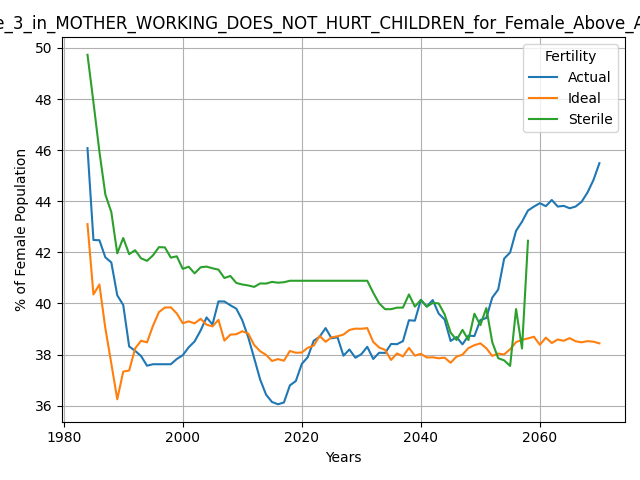 e_3_in_MOTHER_WORKING_DOES_NOT_HURT_CHILDREN_for_Female_Above_A
Fertility
Actual
Ideal
Sterile
% of Female Population
50
48
46
44
42
40
38
36
1980
2000
2020
2040
2060
Years